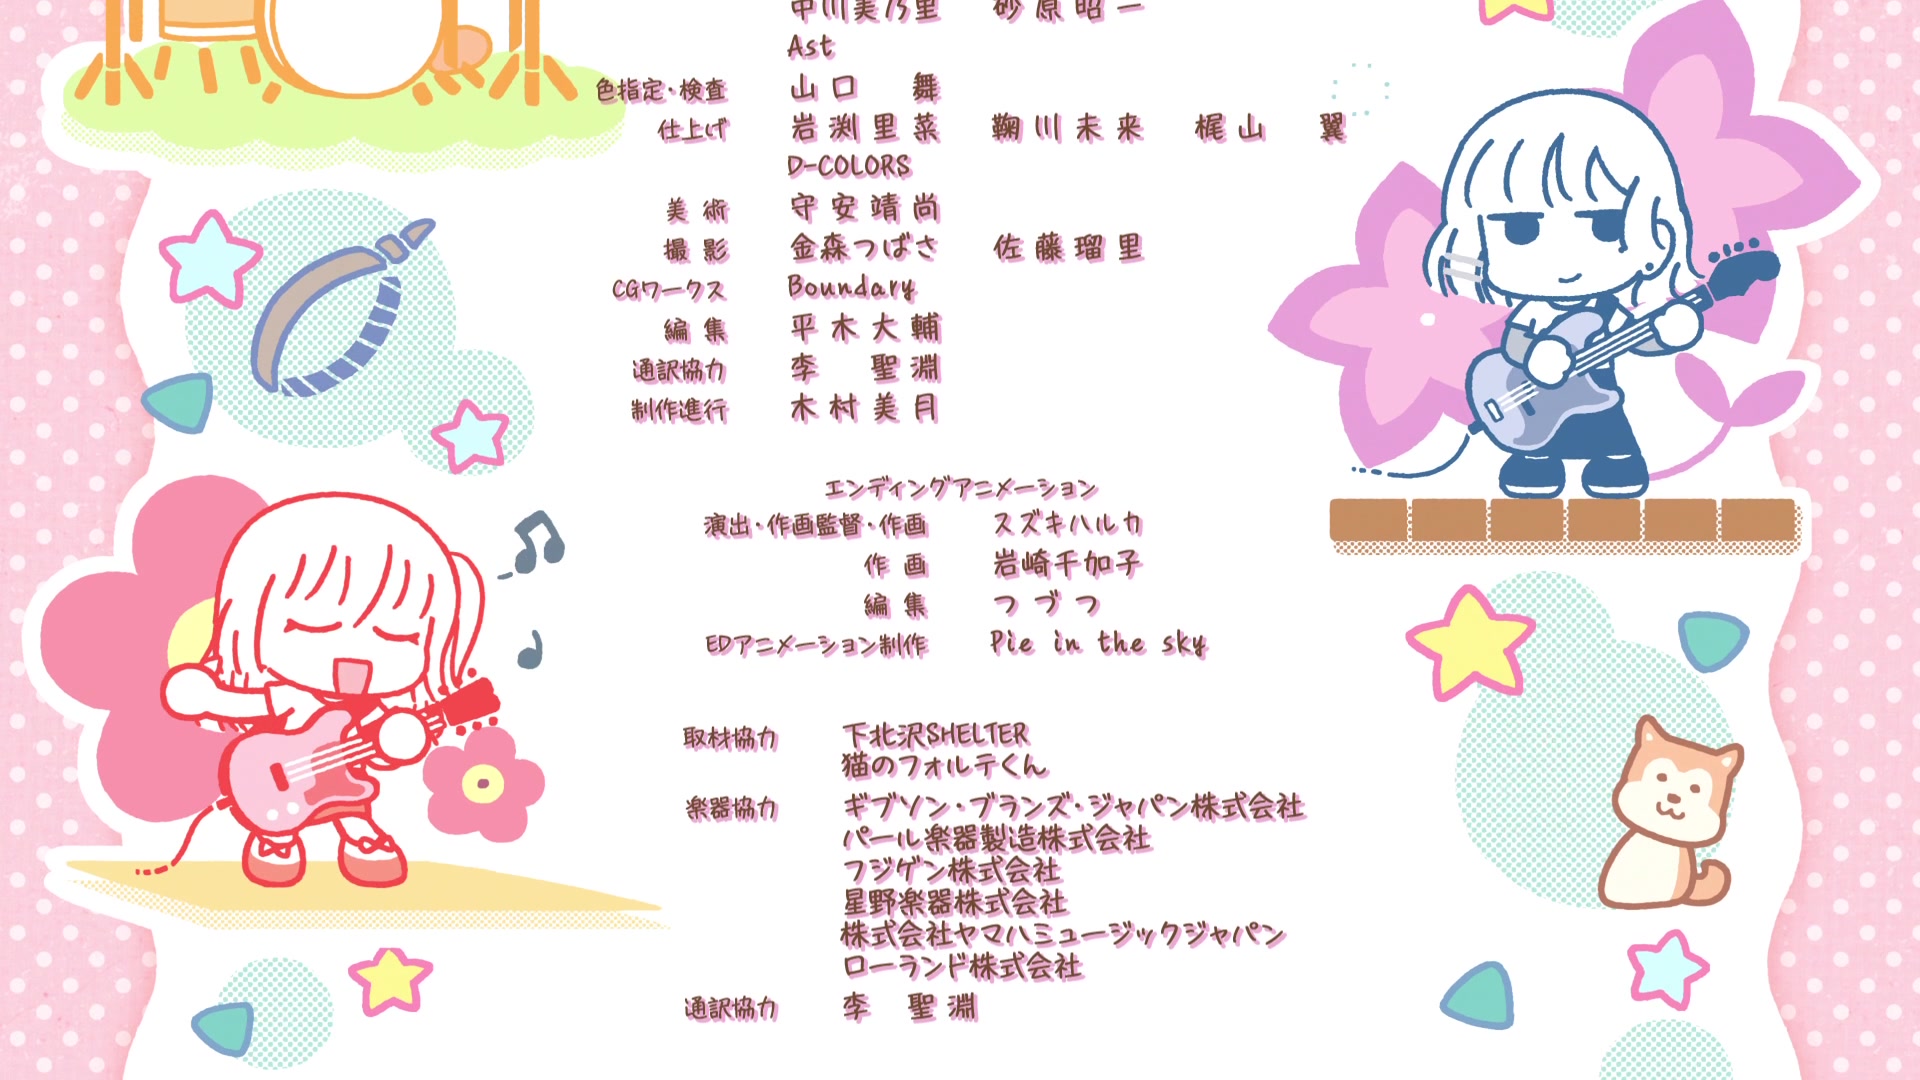 中川美乃里 砂原昭一
Ast
色指定・検査 山口 舞
仕上げ 岩渕里菜 鞠川未来 梶山 翼
D-COLORS
美術 守安靖尚
撮影 金森つばさ 佐藤瑠里
CGワークス Boundary
編集 平木大輔
通訳協力 李 聖淵
制作進行 木村美月
エンディングアニメーション
演出・作画監督・作画 スズキハルカ
作画 岩崎千加子
編集 つづつ
EDアニメーション制作 Pie in the sky
取材協力 下北沢SHELTER
猫のフォルテくん
楽器協力 ギブソン・ブランズ・ジャパン株式会社
パール楽器製造株式会社
フジゲン株式会社
星野楽器株式会社
株式会社ヤマハミュージックジャパン
ローランド株式会社
通訳協力 李 聖淵